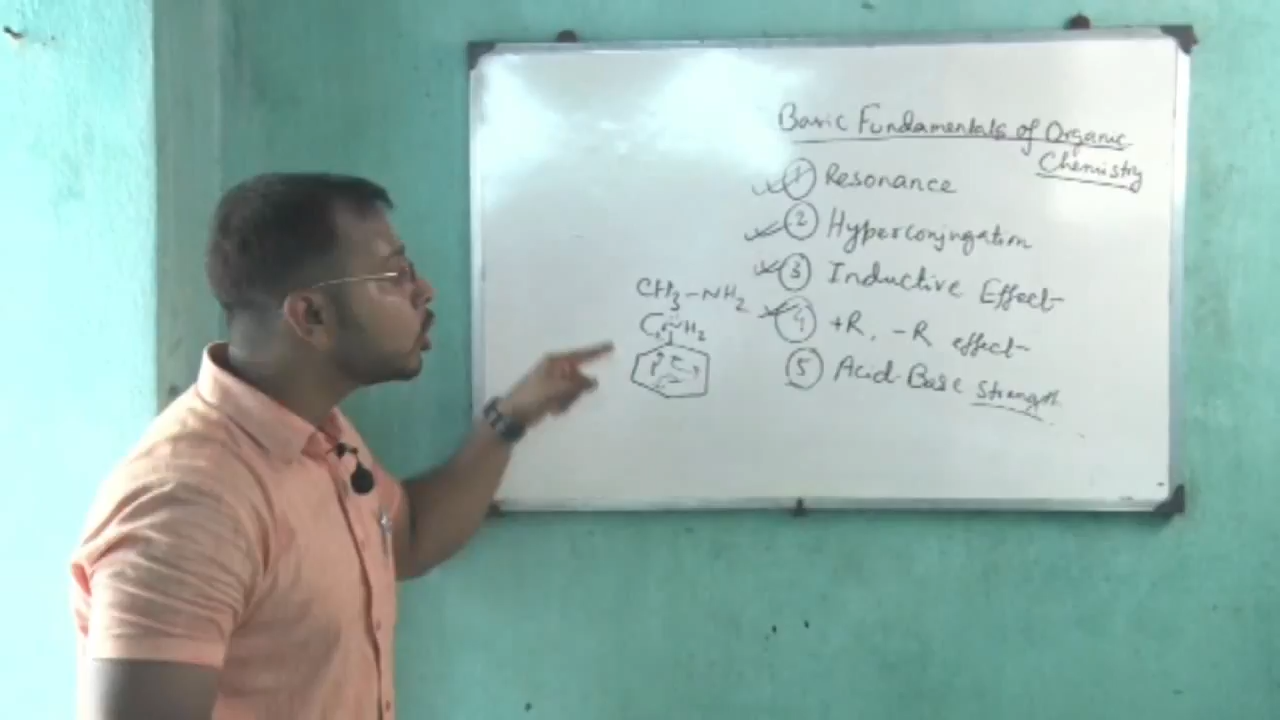 Basic Fundamentals of Organic
Chemistry
1 Resonance
2 Hyperconjugation
3 Inductive Effect
4 +R, -R effect
5 Acid-Base strength
CH3-NH2
NH2